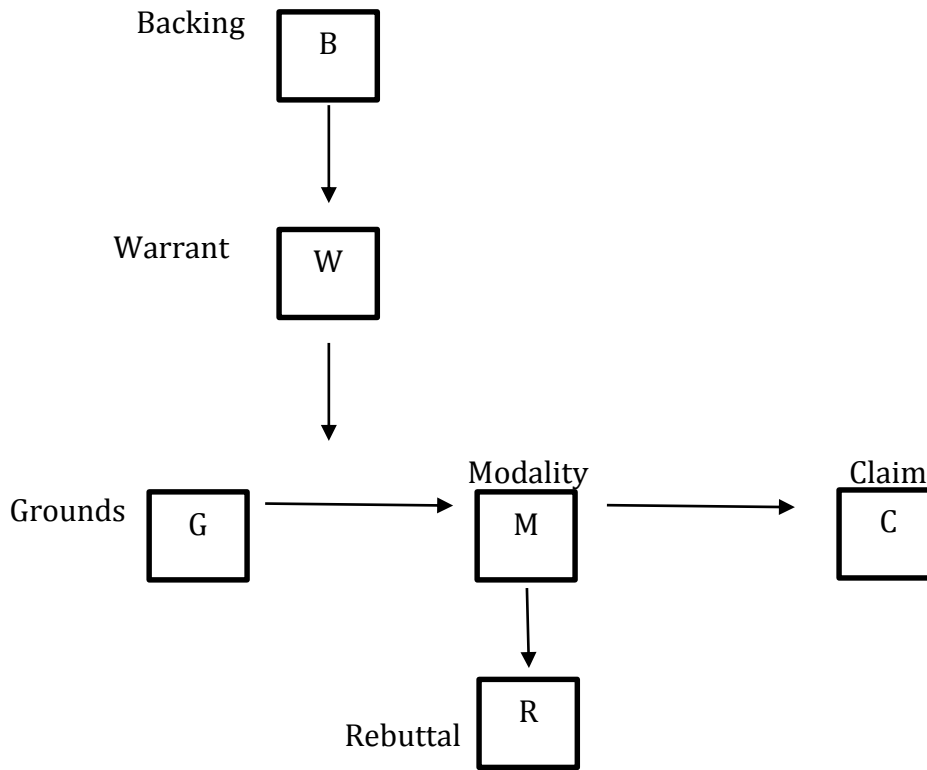 Backing
B
Warrant
W
Modality
Claim
Grounds
G
M
C
R
Rebuttal